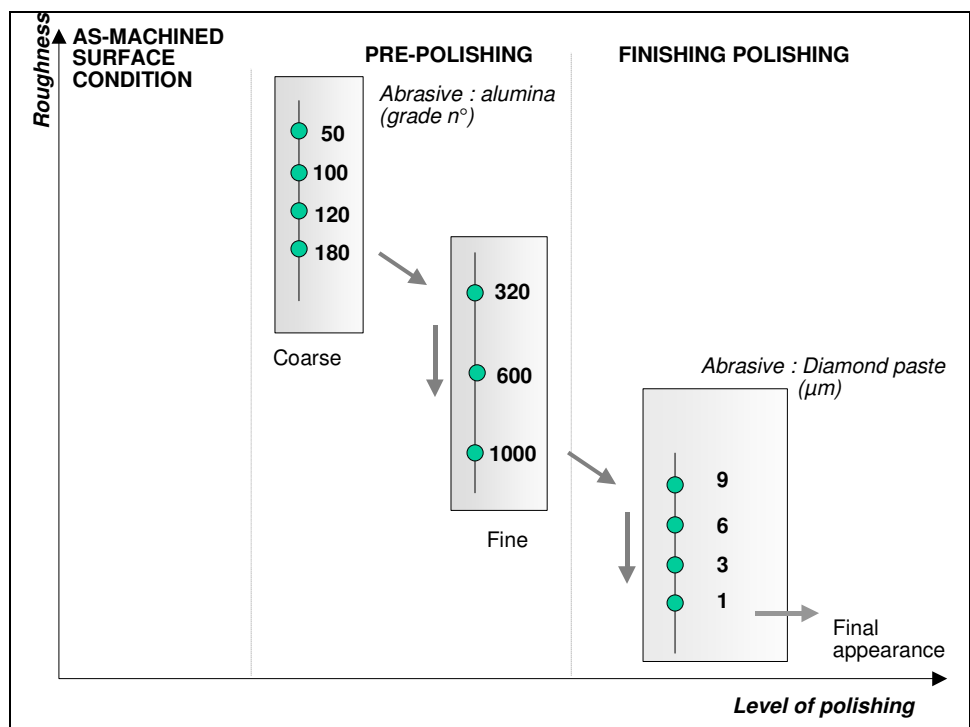 Roughness
AS-MACHINED
SURFACE
CONDITION
PRE-POLISHING
FINISHING POLISHING
Abrasive : alumina
(grade n°)
50
100
120
180
Coarse
320
600
1000
Fine
Abrasive : Diamond paste
(µm)
9
6
3
1
Final
appearance
Level of polishing